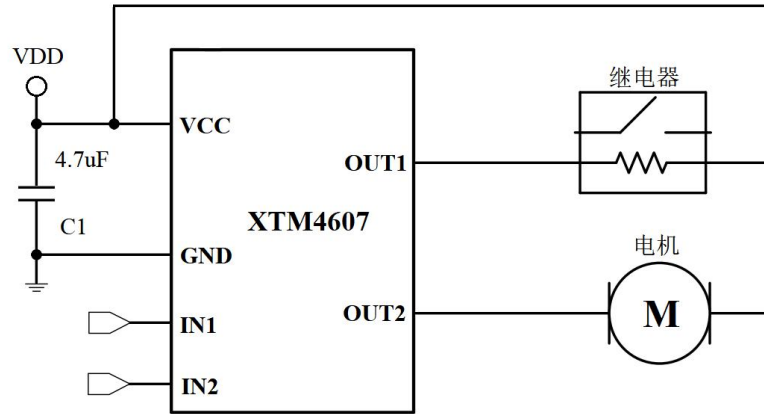 VDD
继电器
VCC
4.7uF
OUT1
C1
XTM4607
GND
电机
IN1
OUT2
M
IN2